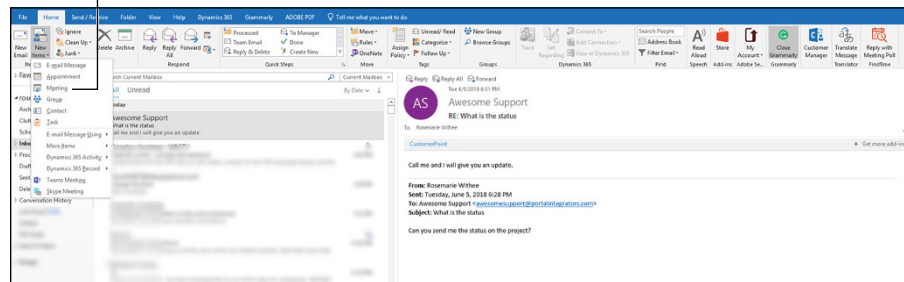 File Home Send / Receive Folder View Help Dynamics 365 Grammarly ADOBE PDF Tell me what you want to do
New Email
New Items
Ignore
Clean Up
Junk
Delete Archive
Reply Reply All Forward
Respond
Processed
Team Email
Reply & Delete
To Manager
Done
Create New
Quick Steps
Move
Rules
OneNote
Move
Assign Policy
Unread/ Read
Categorize
Follow Up
Tags
New Group
Browse Groups
Groups
Track
Set Regarding
Convert To
Add Connection
View in Dynamics 365
Dynamics 365
Search People
Address Book
Filter Email
Find
Read Aloud
Speech
Store
Add-ins
My Account
Adobe Se...
Close Grammarly
Grammarly
Customer Manager
Translate Message
Translator
Reply with Meeting Poll
FindTime
E-mail Message
Appointment
Meeting
Group
Contact
Task
E-mail Message Using
More Items
Dynamics 365 Activity
Dynamics 365 Record
Teams Meeting
Skype Meeting
Conversation History
Current Mailbox
Current Mailbox
All Unread
By Date
Awesome Support
What is the status
Call me and I will give you an update.
Reply Reply All Forward
Tue 6/5/2018 6:31 PM
AS
Awesome Support
RE: What is the status
To Rosemarie Withee
CustomerPoint
Get more add-in
Call me and I will give you an update.
From: Rosemarie Withee
Sent: Tuesday, June 5, 2018 6:28 PM
To: Awesome Support <awesomesupport@portalintegrators.com>
Subject: What is the status
Can you send me the status on the project?